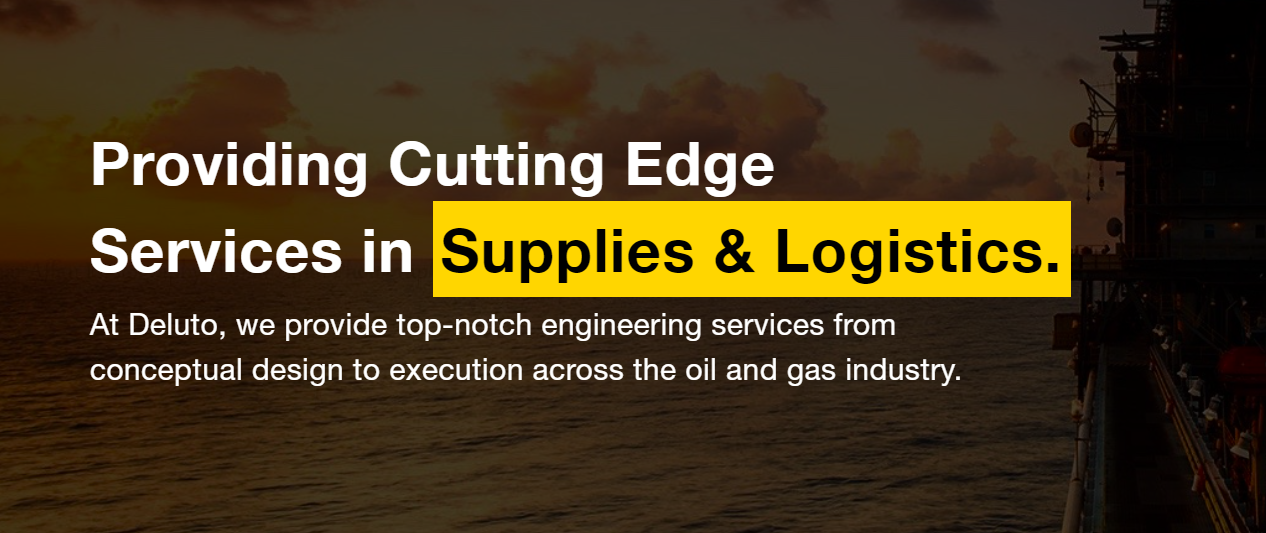 Providing Cutting Edge
Services in Supplies & Logistics.
At Deluto, we provide top-notch engineering services from
conceptual design to execution across the oil and gas industry.